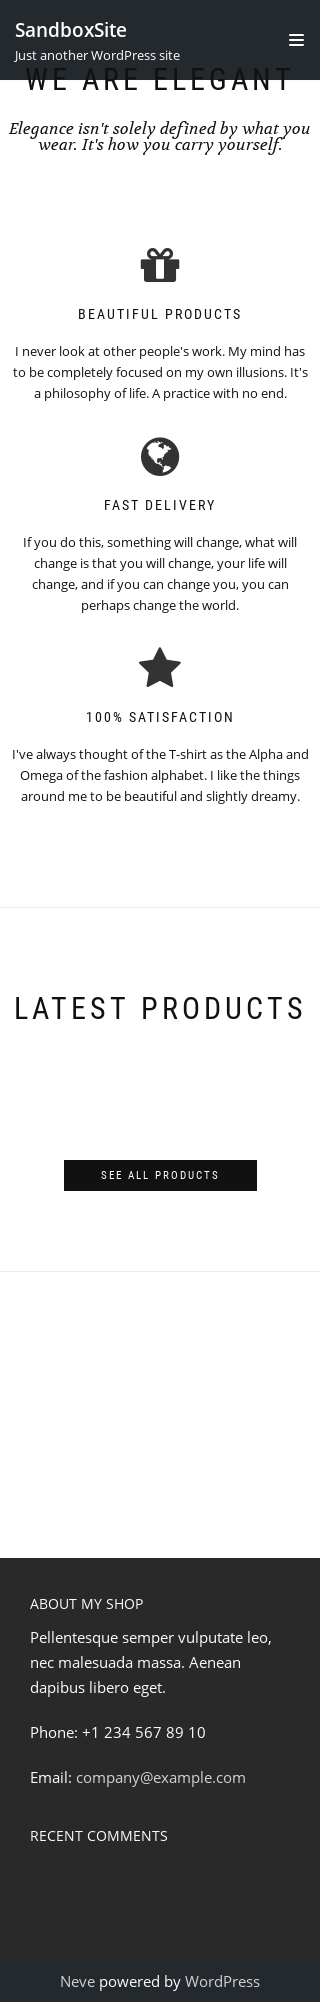 SandboxSite
Just another WordPress site
WE ARE ELEGANT
Elegance isn't solely defined by what you
wear. It's how you carry yourself.
BEAUTIFUL PRODUCTS
I never look at other people's work. My mind has
to be completely focused on my own illusions. It's
a philosophy of life. A practice with no end.
FAST DELIVERY
If you do this, something will change, what will
change is that you will change, your life will
change, and if you can change you, you can
perhaps change the world.
100% SATISFACTION
I've always thought of the T-shirt as the Alpha and
Omega of the fashion alphabet. I like the things
around me to be beautiful and slightly dreamy.
LATEST PRODUCTS
SEE ALL PRODUCTS
ABOUT MY SHOP
Pellentesque semper vulputate leo,
nec malesuada massa. Aenean
dapibus libero eget.
Phone: +1 234 567 89 10
Email: company@example.com
RECENT COMMENTS
Neve powered by WordPress